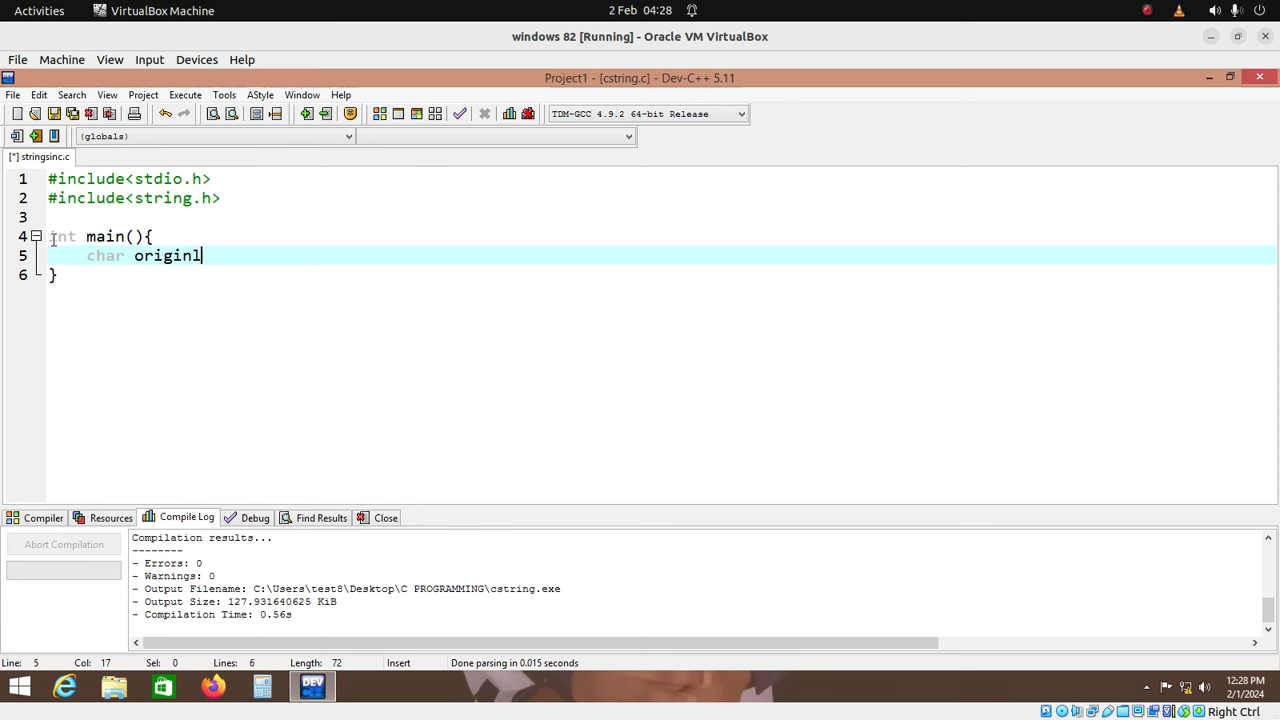 Activities VirtualBox Machine 2 Feb 04:28
windows 82 [Running] - Oracle VM VirtualBox
File Machine View Input Devices Help
Project1 - [cstring.c] - Dev-C++ 5.11
File Edit Search View Project Execute Tools AStyle Window Help
TDM-GCC 4.9.2 64-bit Release
(globals)
[*] stringsinc.c
1 #include<stdio.h>
2 #include<string.h>
3
4 int main(){
5 char originl
6 }
Compiler Resources Compile Log Debug Find Results Close
Compilation results...
--------
- Errors: 0
- Warnings: 0
- Output Filename: C:\Users\test8\Desktop\C PROGRAMMING\cstring.exe
- Output Size: 127.931640625 KiB
- Compilation Time: 0.56s
Abort Compilation
Line: 5 Col: 17 Sel: 0 Lines: 6 Length: 72 Insert Done parsing in 0.015 seconds
DEV
12:28 PM
2/1/2024
Right Ctrl